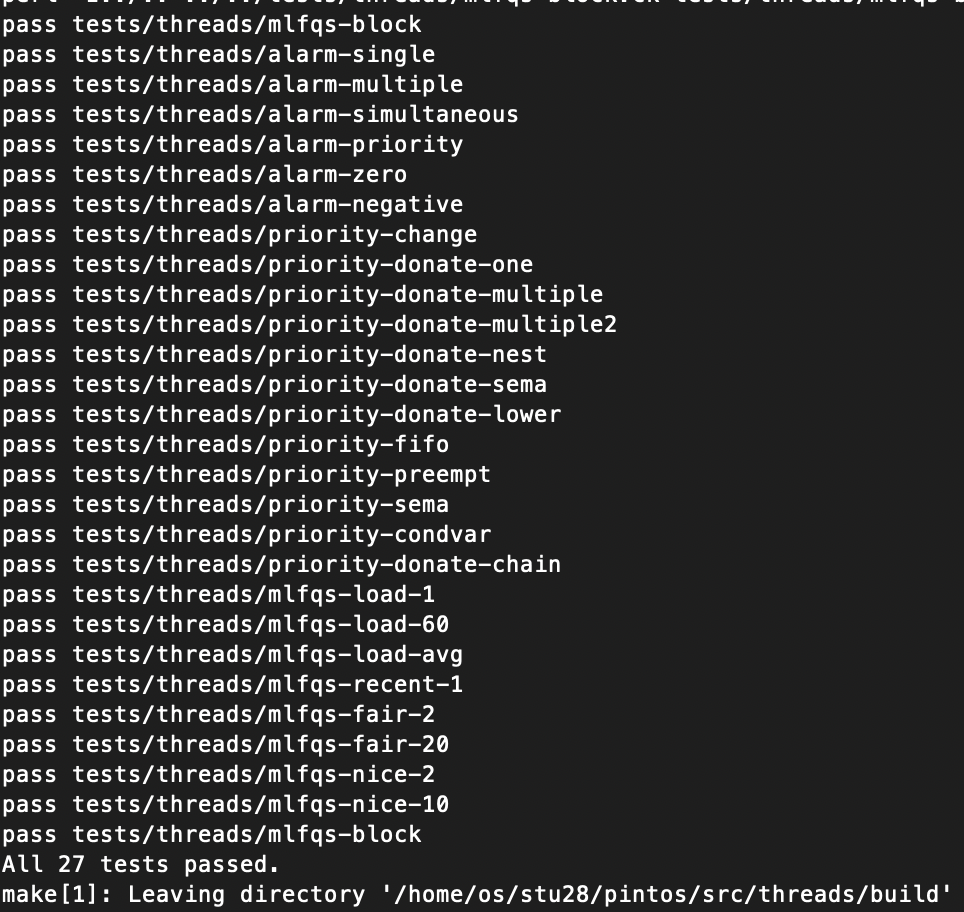 pass tests/threads/mlfqs-block
pass tests/threads/alarm-single
pass tests/threads/alarm-multiple
pass tests/threads/alarm-simultaneous
pass tests/threads/alarm-priority
pass tests/threads/alarm-zero
pass tests/threads/alarm-negative
pass tests/threads/priority-change
pass tests/threads/priority-donate-one
pass tests/threads/priority-donate-multiple
pass tests/threads/priority-donate-multiple2
pass tests/threads/priority-donate-nest
pass tests/threads/priority-donate-sema
pass tests/threads/priority-donate-lower
pass tests/threads/priority-fifo
pass tests/threads/priority-preempt
pass tests/threads/priority-sema
pass tests/threads/priority-condvar
pass tests/threads/priority-donate-chain
pass tests/threads/mlfqs-load-1
pass tests/threads/mlfqs-load-60
pass tests/threads/mlfqs-load-avg
pass tests/threads/mlfqs-recent-1
pass tests/threads/mlfqs-fair-2
pass tests/threads/mlfqs-fair-20
pass tests/threads/mlfqs-nice-2
pass tests/threads/mlfqs-nice-10
pass tests/threads/mlfqs-block
All 27 tests passed.
make[1]: Leaving directory '/home/os/stu28/pintos/src/threads/build'